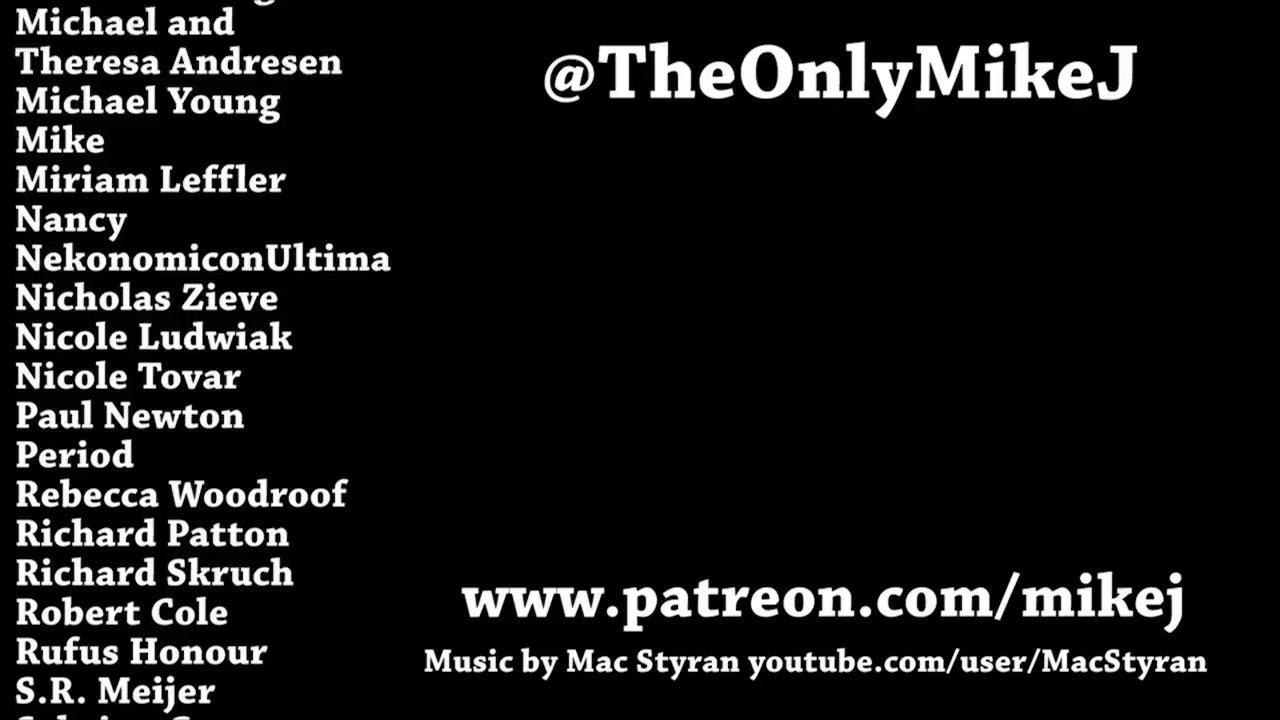 Michael and
Theresa Andresen
Michael Young
Mike
Miriam Leffler
Nancy
NekonomiconUltima
Nicholas Zieve
Nicole Ludwiak
Nicole Tovar
Paul Newton
Period
Rebecca Woodroof
Richard Patton
Richard Skruch
Robert Cole
Rufus Honour
S.R. Meijer
@TheOnlyMikeJ
www.patreon.com/mikej
Music by Mac Styran youtube.com/user/MacStyran